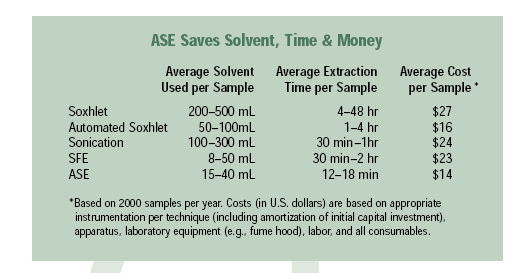 ASE Saves Solvent, Time & Money
Average Solvent Average Extraction Average Cost
Used per Sample Time per Sample per Sample *
Soxhlet 200–500 mL 4–48 hr $27
Automated Soxhlet 50–100mL 1–4 hr $16
Sonication 100–300 mL 30 min–1hr $24
SFE 8–50 mL 30 min–2 hr $23
ASE 15–40 mL 12–18 min $14
*Based on 2000 samples per year. Costs (in U.S. dollars) are based on appropriate
instrumentation per technique (including amortization of initial capital investment),
apparatus, laboratory equipment (e.g., fume hood), labor, and all consumables.